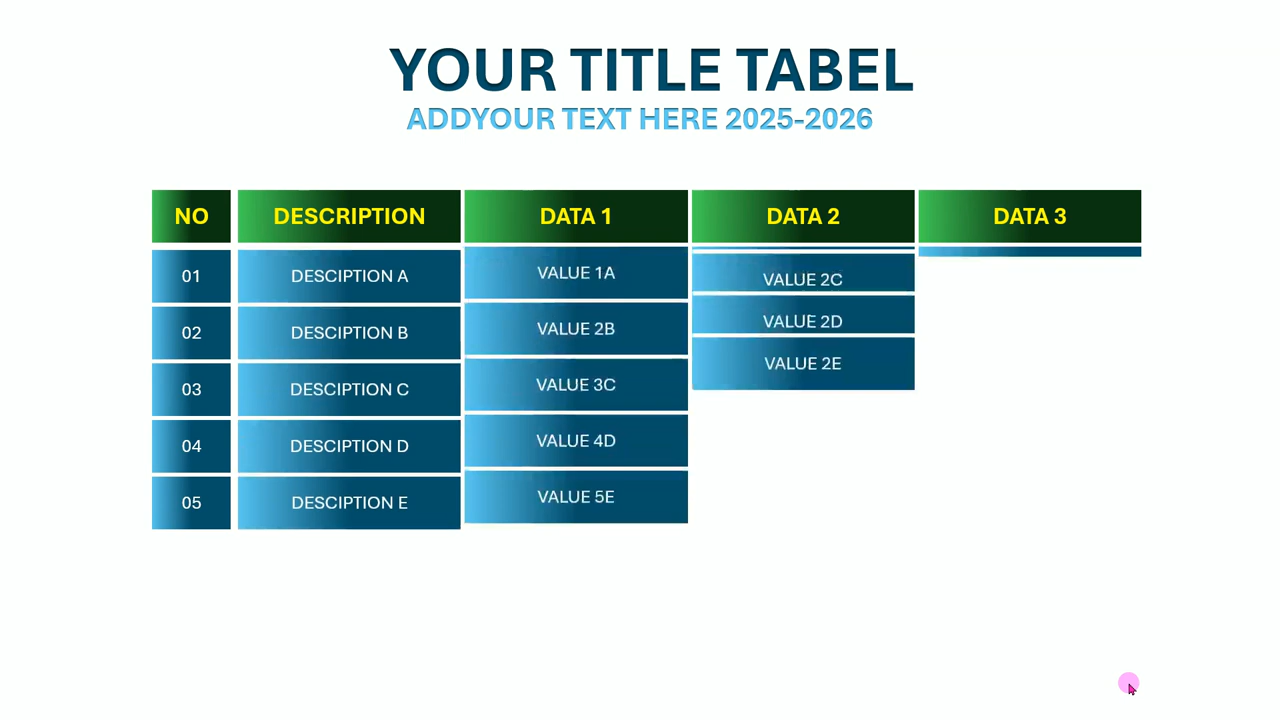 YOUR TITLE TABEL
ADDYOUR TEXT HERE 2025-2026
NO DESCRIPTION DATA 1 DATA 2 DATA 3
01 DESCIPTION A VALUE 1A
VALUE 2C
02 DESCIPTION B VALUE 2B VALUE 2D
03 DESCIPTION C VALUE 3C VALUE 2E
04 DESCIPTION D VALUE 4D
05 DESCIPTION E VALUE 5E